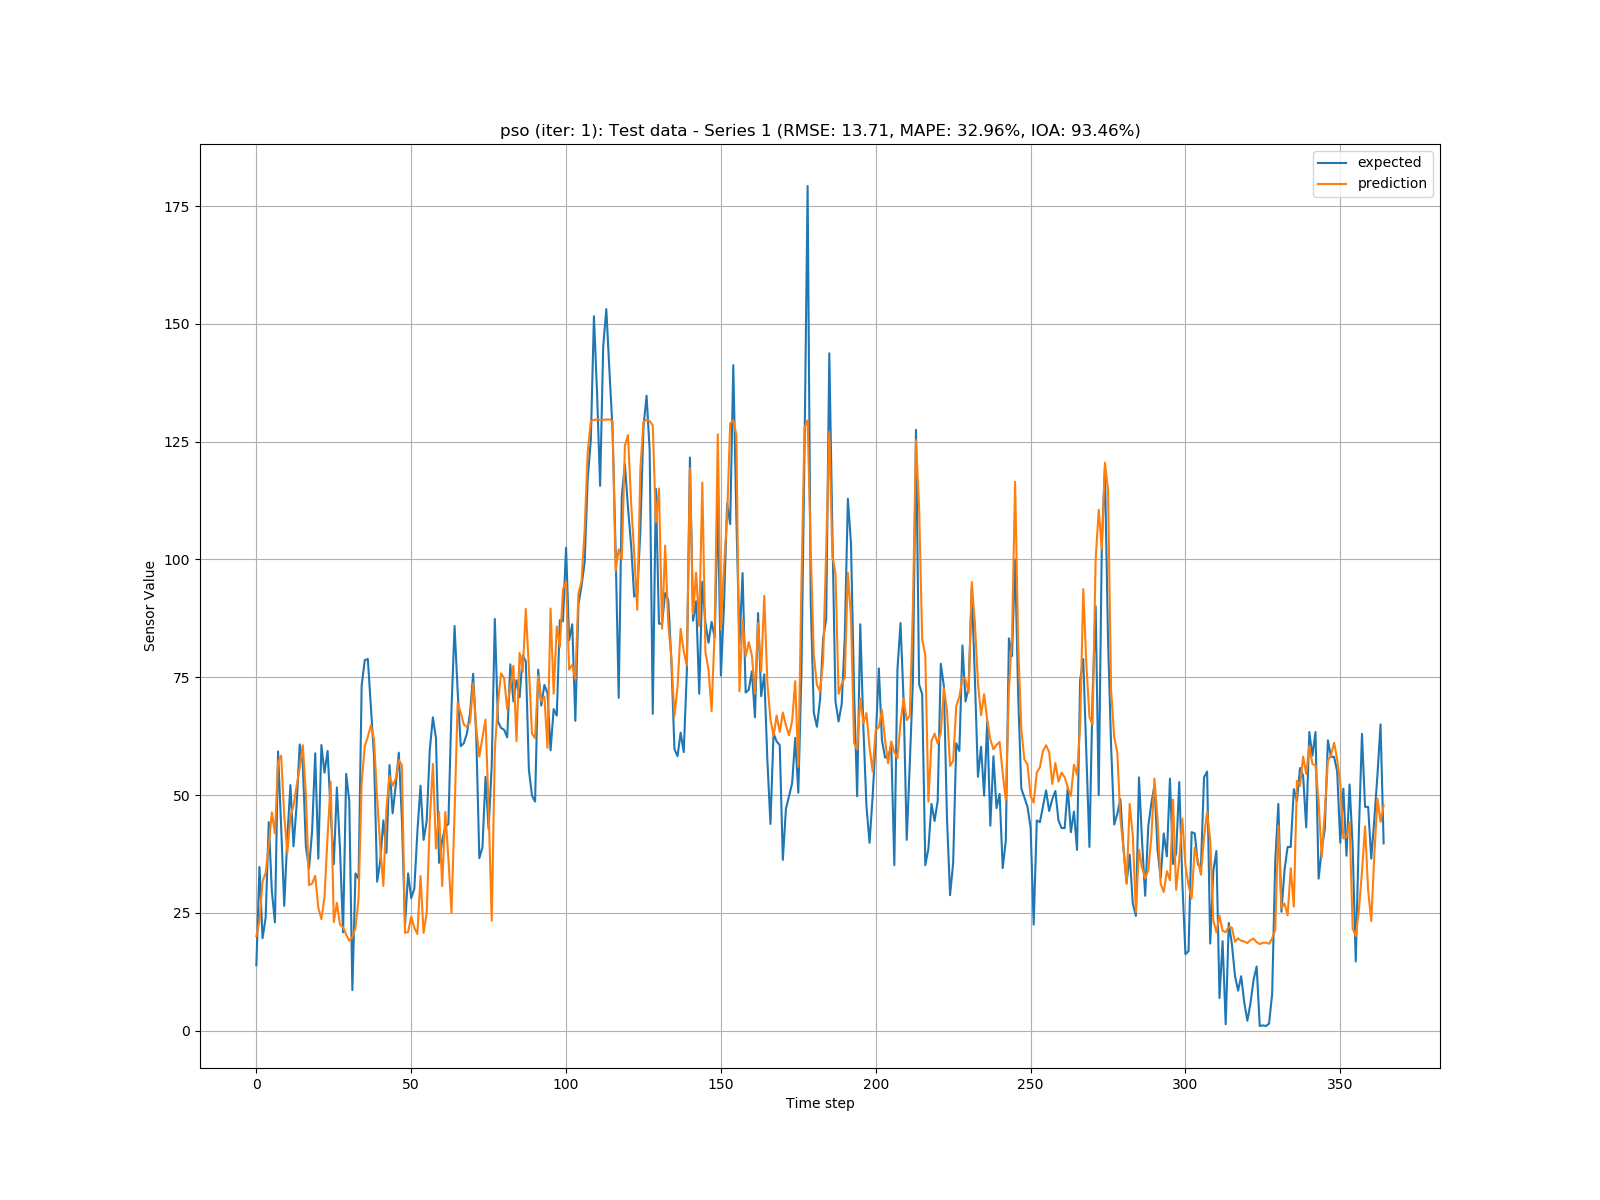 pso (iter: 1): Test data - Series 1 (RMSE: 13.71, MAPE: 32.96%, IOA: 93.46%)
expected
prediction
175
150
125
100
75
50
25
0
Sensor Value
0 50 100 150 200 250 300 350
Time step